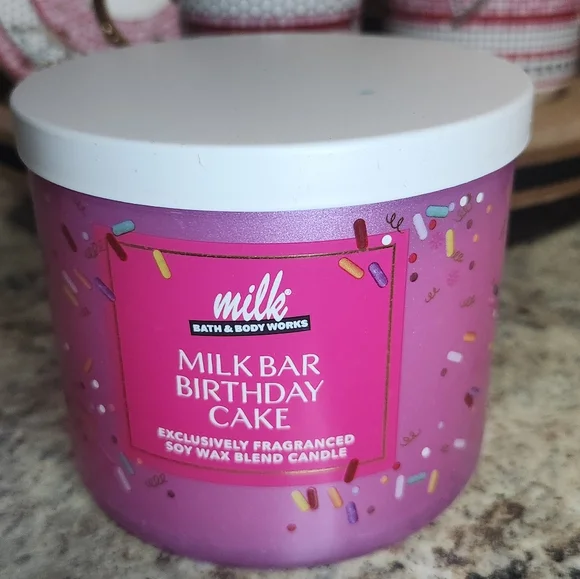 milk®
BATH & BODY WORKS
MILK BAR
BIRTHDAY
CAKE
EXCLUSIVELY FRAGRANCED
SOY WAX BLEND CANDLE